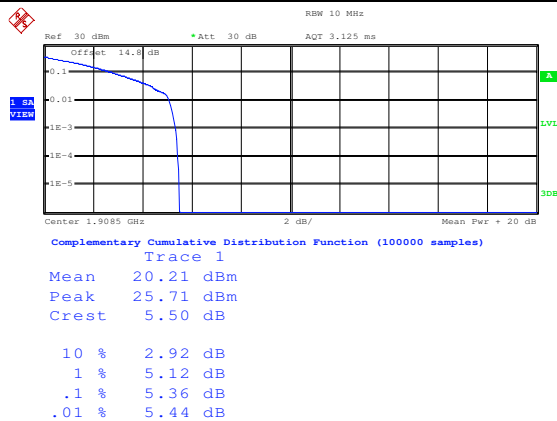 RBW 10 MHz
Ref 30 dBm *Att 30 dB AQT 3.125 ms
Offset 14.8 dB
0.1
A
1 SA
VIEW
0.01
1E-3
LVL
1E-4
1E-5
3DB
Center 1.9085 GHz 2 dB/ Mean Pwr + 20 dB
Complementary Cumulative Distribution Function (100000 samples)
Trace 1
Mean 20.21 dBm
Peak 25.71 dBm
Crest 5.50 dB
10 % 2.92 dB
1 % 5.12 dB
.1 % 5.36 dB
.01 % 5.44 dB